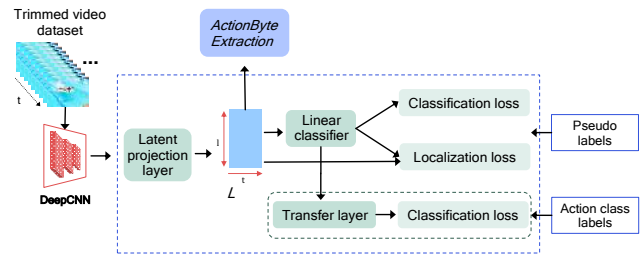 Trimmed video
dataset
...
t
DeepCNN
ActionByte
Extraction
Latent
projection
layer
l
t
L
Linear
classifier
Classification loss
Localization loss
Pseudo
labels
Transfer layer
Classification loss
Action class
labels